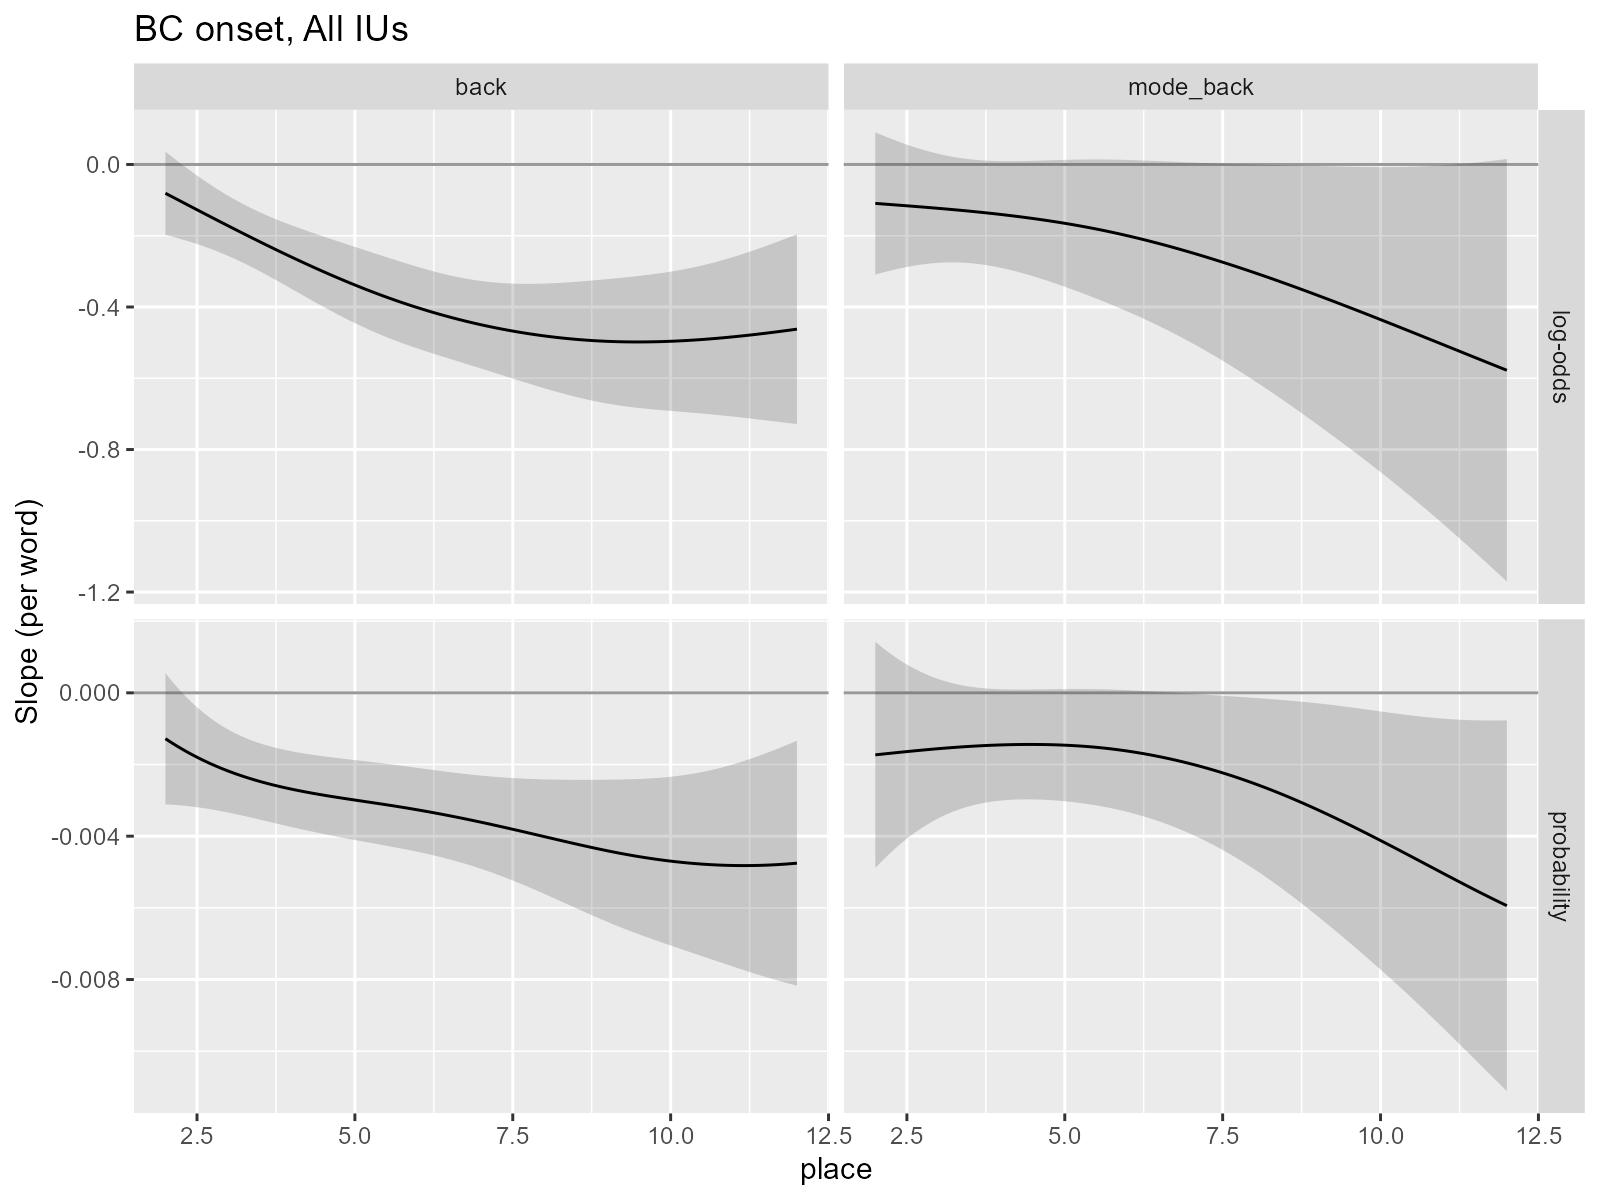 BC onset, All IUs
back
mode_back
0.0
-0.4
-0.8
-1.2
log-odds
Slope (per word)
0.000
-0.004
-0.008
probability
2.5 5.0 7.5 10.0 12.5 2.5 5.0 7.5 10.0 12.5
place